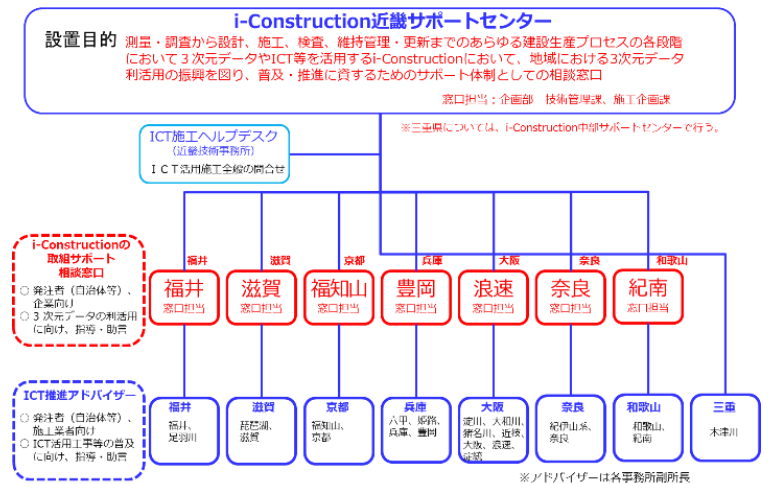 i-Construction近畿サポートセンター
設置目的
測量・調査から設計、施工、検査、維持管理・更新までのあらゆる建設生産プロセスの各段階
において３次元データやICT等を活用するi-Constructionにおいて、地域における3次元データ
利活用の振興を図り、普及・推進に資するためのサポート体制としての相談窓口
窓口担当：企画部　技術管理課、施工企画課
※三重県については、i-Construction中部サポートセンターで行う。
ICT施工ヘルプデスク
（近畿技術事務所）
ＩＣＴ活用施工全般の問合せ
i-Constructionの
取組サポート
相談窓口
○ 発注者（自治体等）、
企業向け
○ 3 次元データの利活用
に向け、指導・助言
福井
滋賀
京都
兵庫
大阪
奈良
和歌山
福井
窓口担当
滋賀
窓口担当
福知山
窓口担当
豊岡
窓口担当
浪速
窓口担当
奈良
窓口担当
紀南
窓口担当
ICT推進アドバイザー
○ 発注者（自治体等）、
施工業者向け
○ ICT活用工事等の普及
に向け、指導・助言
福井
福井、
足羽川
滋賀
琵琶湖、
滋賀
京都
福知山、
京都
兵庫
六甲、姫路、
兵庫、豊岡
大阪
淀川、大和川、
猪名川、近技、
大阪、浪速、
淀統
奈良
紀伊山系、
奈良
和歌山
和歌山、
紀南
三重
木津川
※アドバイザーは各事務所副所長